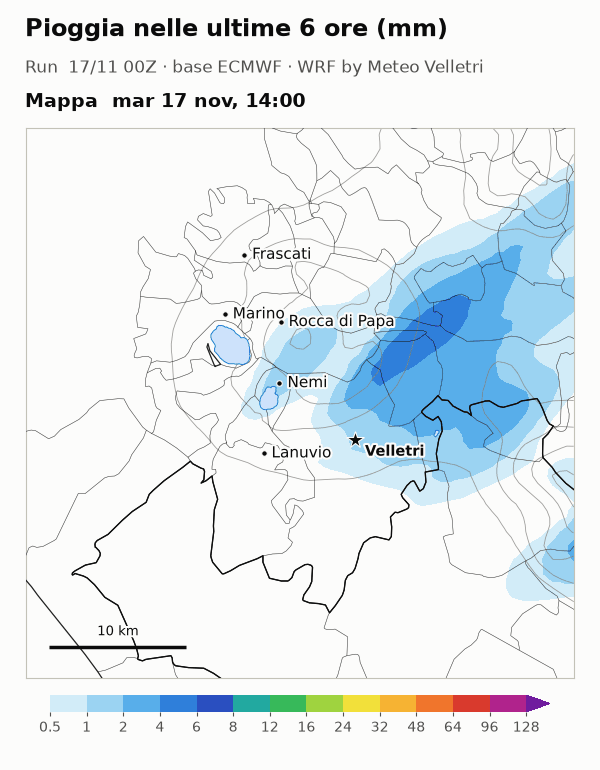 Pioggia nelle ultime 6 ore (mm)
Run 17/11 00Z · base ECMWF · WRF by Meteo Velletri
Mappa mar 17 nov, 14:00
Frascati
Marino
Rocca di Papa
Nemi
Velletri
Lanuvio
10 km
0.5 1 2 4 6 8 12 16 24 32 48 64 96 128